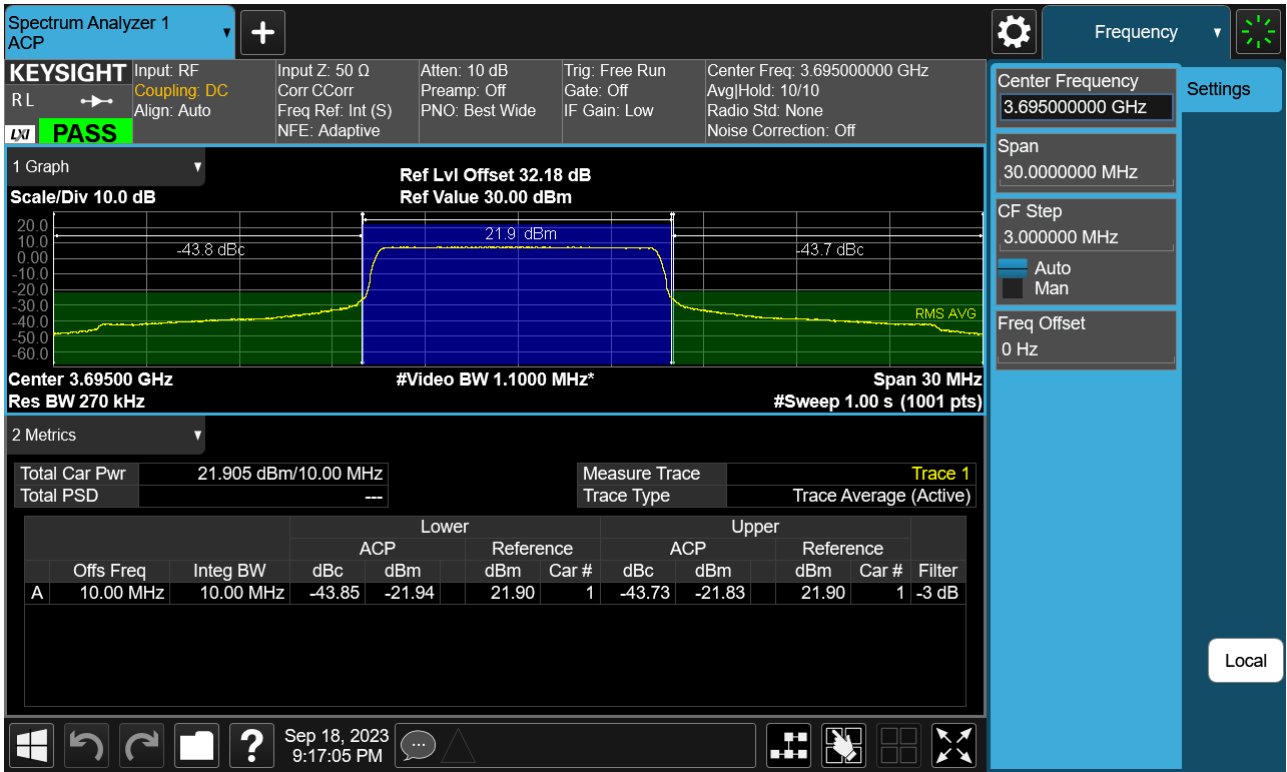 Spectrum Analyzer 1
ACP
+
Frequency
KEYSIGHT
R L
LXI
PASS
Input: RF
Coupling: DC
Align: Auto
Input Z: 50 Ω
Corr CCorr
Freq Ref: Int (S)
NFE: Adaptive
Atten: 10 dB
Preamp: Off
PNO: Best Wide
Trig: Free Run
Gate: Off
IF Gain: Low
Center Freq: 3.695000000 GHz
Avg|Hold: 10/10
Radio Std: None
Noise Correction: Off
Center Frequency
3.695000000 GHz
Settings
Span
30.0000000 MHz
CF Step
3.000000 MHz
Auto
Man
Freq Offset
0 Hz
Local
1 Graph
Scale/Div 10.0 dB
Ref Lvl Offset 32.18 dB
Ref Value 30.00 dBm
20.0
10.0
0.00
-10.0
-20.0
-30.0
-40.0
-50.0
-60.0
-43.8 dBc
21.9 dBm
-43.7 dBc
RMS AVG
Center 3.69500 GHz
#Video BW 1.1000 MHz*
Span 30 MHz
Res BW 270 kHz
#Sweep 1.00 s (1001 pts)
2 Metrics
Total Car Pwr 21.905 dBm/10.00 MHz
Total PSD ---
Measure Trace Trace 1
Trace Type Trace Average (Active)
Lower Upper
ACP Reference ACP Reference
Offs Freq Integ BW dBc dBm dBm Car # dBc dBm dBm Car # Filter
A 10.00 MHz 10.00 MHz -43.85 -21.94 21.90 1 -43.73 -21.83 21.90 1 -3 dB
?
Sep 18, 2023
9:17:05 PM